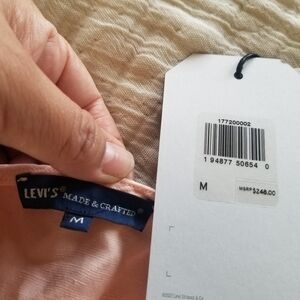 LEVI'S® MADE & CRAFTED®
M
177200002
1 94877 50654 0
M
MSRP $248.00